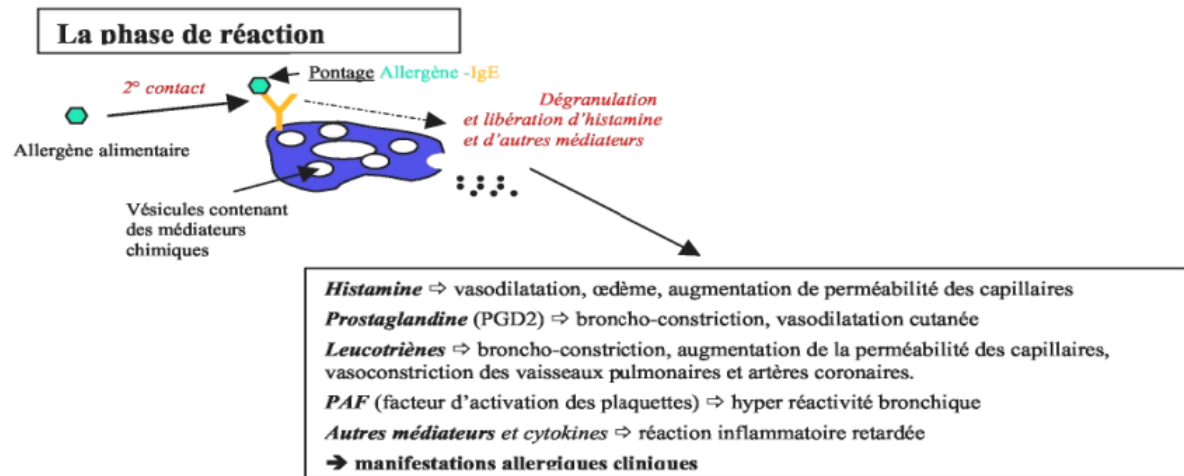 La phase de réaction
Pontage Allergène -IgE
2° contact
Dégranulation
et libération d'histamine
et d'autres médiateurs
Allergène alimentaire
Vésicules contenant
des médiateurs
chimiques
Histamine ⇨ vasodilatation, œdème, augmentation de perméabilité des capillaires
Prostaglandine (PGD2) ⇨ broncho-constriction, vasodilatation cutanée
Leucotriènes ⇨ broncho-constriction, augmentation de la perméabilité des capillaires,
vasoconstriction des vaisseaux pulmonaires et artères coronaires.
PAF (facteur d'activation des plaquettes) ⇨ hyper réactivité bronchique
Autres médiateurs et cytokines ⇨ réaction inflammatoire retardée
➔ manifestations allergiques cliniques